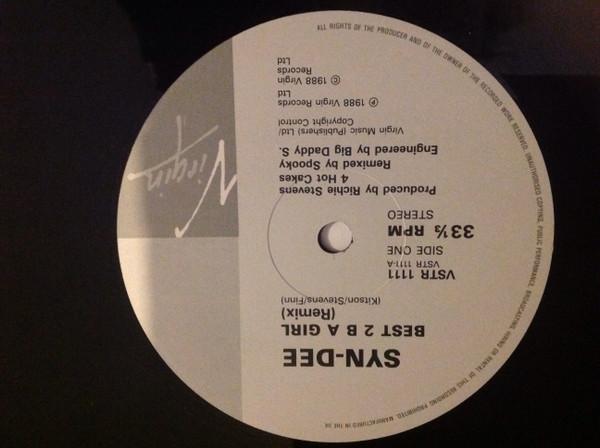 SYN-DEE
BEST 2 B A GIRL
(Remix)
(Kitson/Stevens/Finn)
VSTR 1111
VSTR 1111-A
SIDE ONE
33⅓ RPM
STEREO
Produced by Richie Stevens
4 Hot Cakes
Remixed by Spooky
Engineered by Big Daddy S.
Virgin Music (Publishers) Ltd/
Copyright Control
℗ 1988 Virgin Records
Ltd
© 1988 Virgin
Records
Ltd
Virgin
ALL RIGHTS OF THE PRODUCER AND OF THE OWNER OF THE RECORDED WORK RESERVED. UNAUTHORISED COPYING, PUBLIC PERFORMANCE, BROADCASTING, HIRING OR RENTAL OF THIS RECORDING PROHIBITED. MANUFACTURED IN THE UK